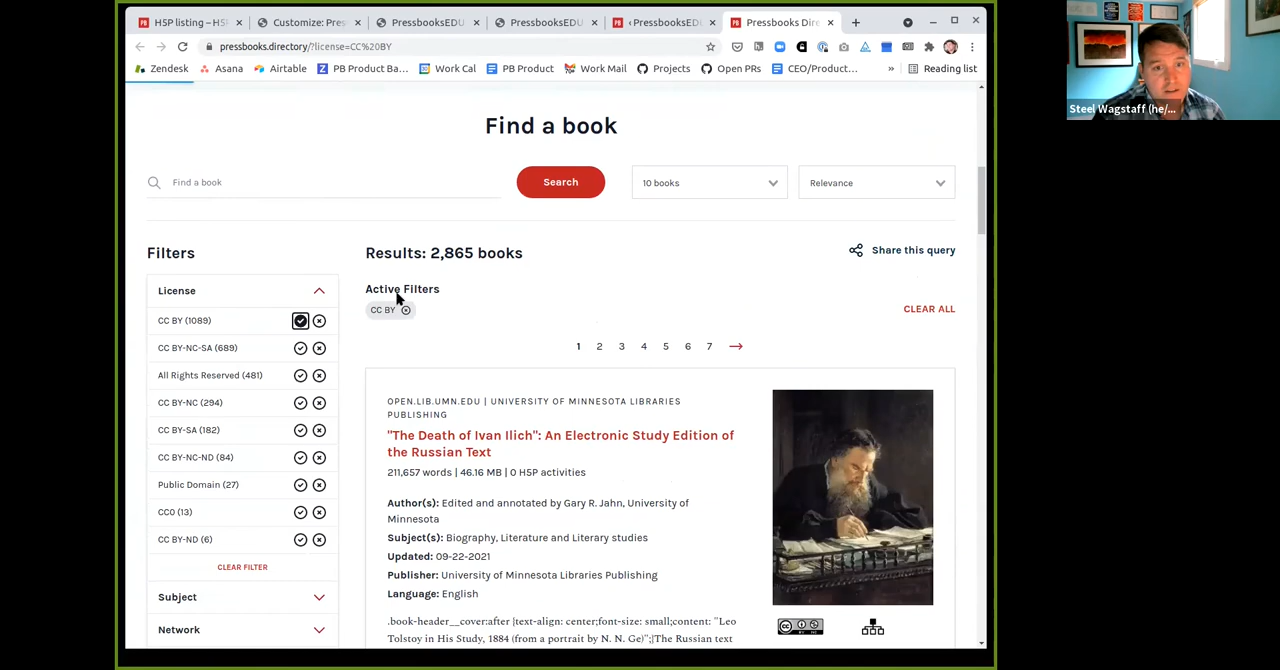 H5P listing – H5P
Customize: Pres
PressbooksEDU
PressbooksEDU
‹ PressbooksEDU
Pressbooks Dire
pressbooks.directory/?license=CC%20BY
Zendesk
Asana
Airtable
PB Product Ba...
Work Cal
PB Product
Work Mail
Projects
Open PRs
CEO/Product...
»
Reading list
Steel Wagstaff (he/...
Find a book
Find a book
Search
10 books
Relevance
Filters
Results: 2,865 books
Share this query
License
Active Filters
CC BY
CLEAR ALL
CC BY (1089)
CC BY-NC-SA (689)
All Rights Reserved (481)
CC BY-NC (294)
CC BY-SA (182)
CC BY-NC-ND (84)
Public Domain (27)
CC0 (13)
CC BY-ND (6)
CLEAR FILTER
Subject
Network
1 2 3 4 5 6 7
OPEN.LIB.UMN.EDU | UNIVERSITY OF MINNESOTA LIBRARIES
PUBLISHING
"The Death of Ivan Ilich": An Electronic Study Edition of
the Russian Text
211,657 words | 46.16 MB | 0 H5P activities
Author(s): Edited and annotated by Gary R. Jahn, University of
Minnesota
Subject(s): Biography, Literature and Literary studies
Updated: 09-22-2021
Publisher: University of Minnesota Libraries Publishing
Language: English
.book-header__cover:after {text-align: center;font-size: small;content: "Leo
Tolstoy in His Study, 1884 (from a portrait by N. N. Ge)";}The Russian text